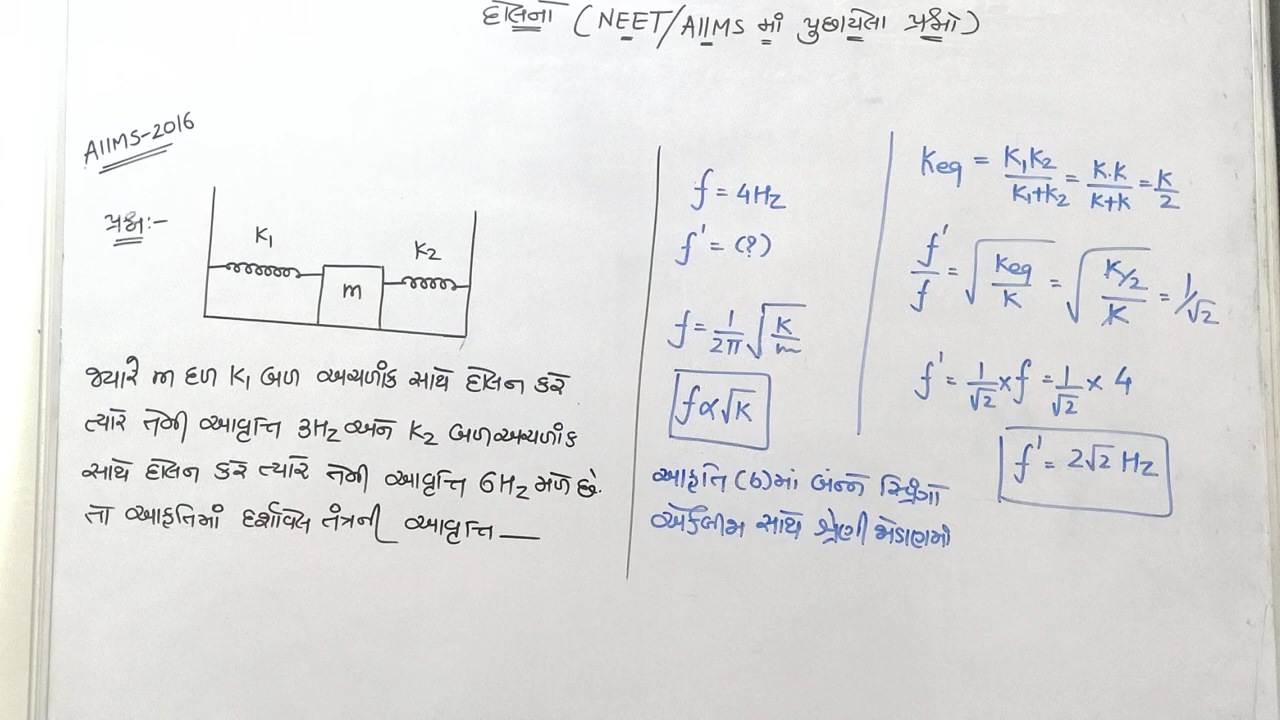 દોલનો (NEET/AIIMS માં પુછાયેલા પ્રશ્નો)
AIIMS-2016
પ્રશ્ન:-
K₁
K₂
m
જ્યારે m દળ K₁ બળ અચળાંક સાથે દોલન કરે
ત્યારે તેની આવૃત્તિ 3Hz અને K₂ બળઅચળાંક
સાથે દોલન કરે ત્યારે તેની આવૃત્તિ 6Hz મળે છે.
તો આકૃતિમાં દર્શાવેલ તંત્રની આવૃત્તિ ___
f = 4Hz
f' = (?)
f = 1/2π √(K/m)
f ∝ √K
આકૃતિ (b)માં બંન્ને સ્પ્રિંગો
એકબીજા સાથે શ્રેણી જોડાણમાં
Keq = K₁K₂/(K₁+K₂) = K.K/(K+K) = K/2
f'/f = √(Keq/K) = √((K/2)/K) = 1/√2
f' = 1/√2 × f = 1/√2 × 4
f' = 2√2 Hz